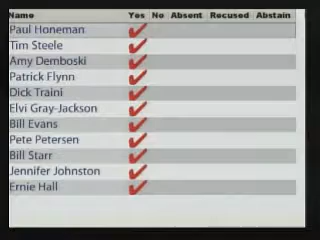 Name Yes No Absent Recused Abstain
Paul Honeman
Tim Steele
Amy Demboski
Patrick Flynn
Dick Traini
Elvi Gray-Jackson
Bill Evans
Pete Petersen
Bill Starr
Jennifer Johnston
Ernie Hall